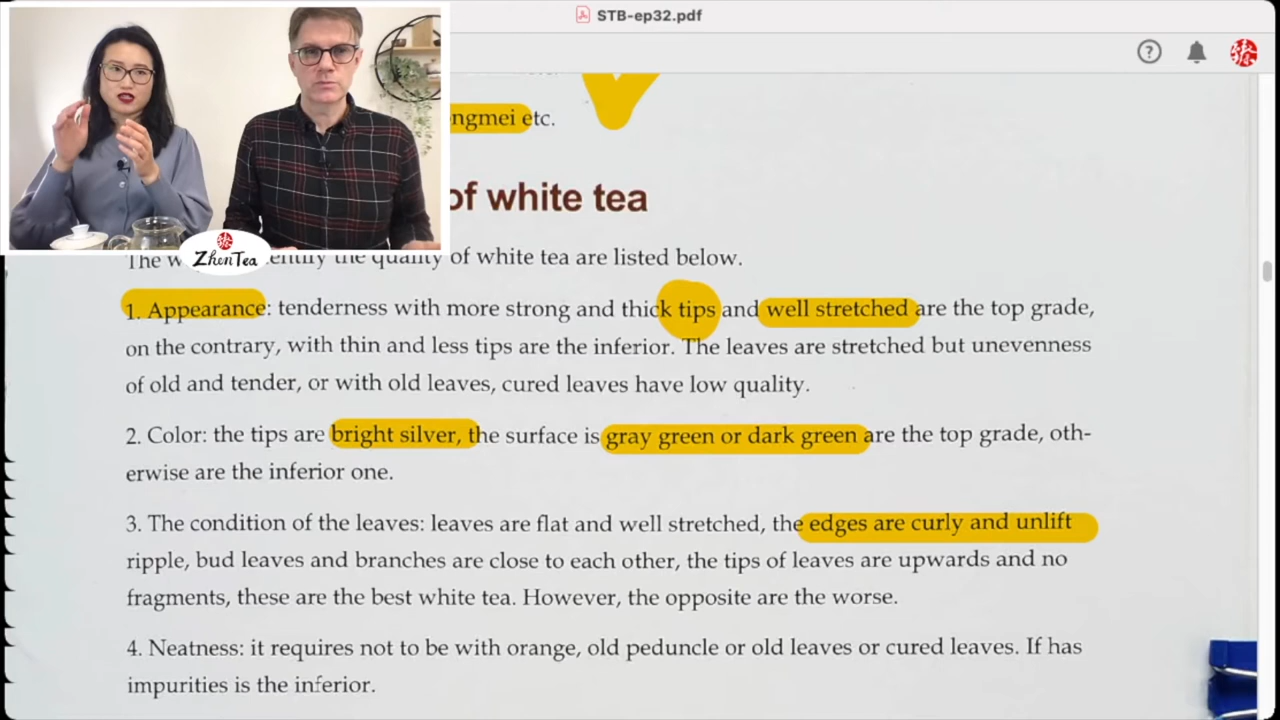 STB-ep32.pdf
ongmei etc.
of white tea
The w
entify the quality of white tea are listed below.
Zhen Tea
1. Appearance: tenderness with more strong and thick tips and well stretched are the top grade,
on the contrary, with thin and less tips are the inferior. The leaves are stretched but unevenness
of old and tender, or with old leaves, cured leaves have low quality.
2. Color: the tips are bright silver, the surface is gray green or dark green are the top grade, oth-
erwise are the inferior one.
3. The condition of the leaves: leaves are flat and well stretched, the edges are curly and unlift
ripple, bud leaves and branches are close to each other, the tips of leaves are upwards and no
fragments, these are the best white tea. However, the opposite are the worse.
4. Neatness: it requires not to be with orange, old peduncle or old leaves or cured leaves. If has
impurities is the inferior.